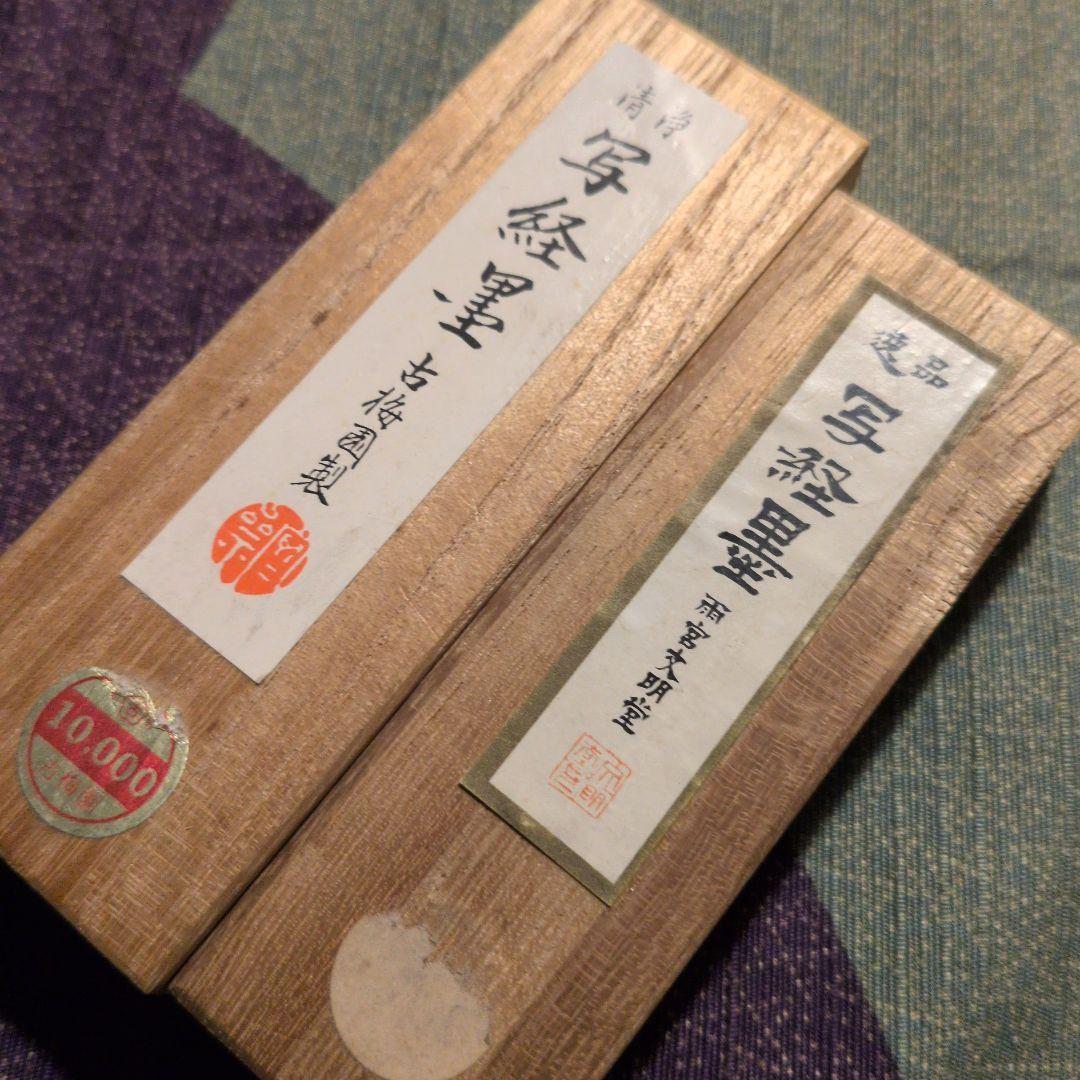 清浄
写経墨
古梅園製
10,000
古梅園
逸品
写経墨
雨宮文明堂